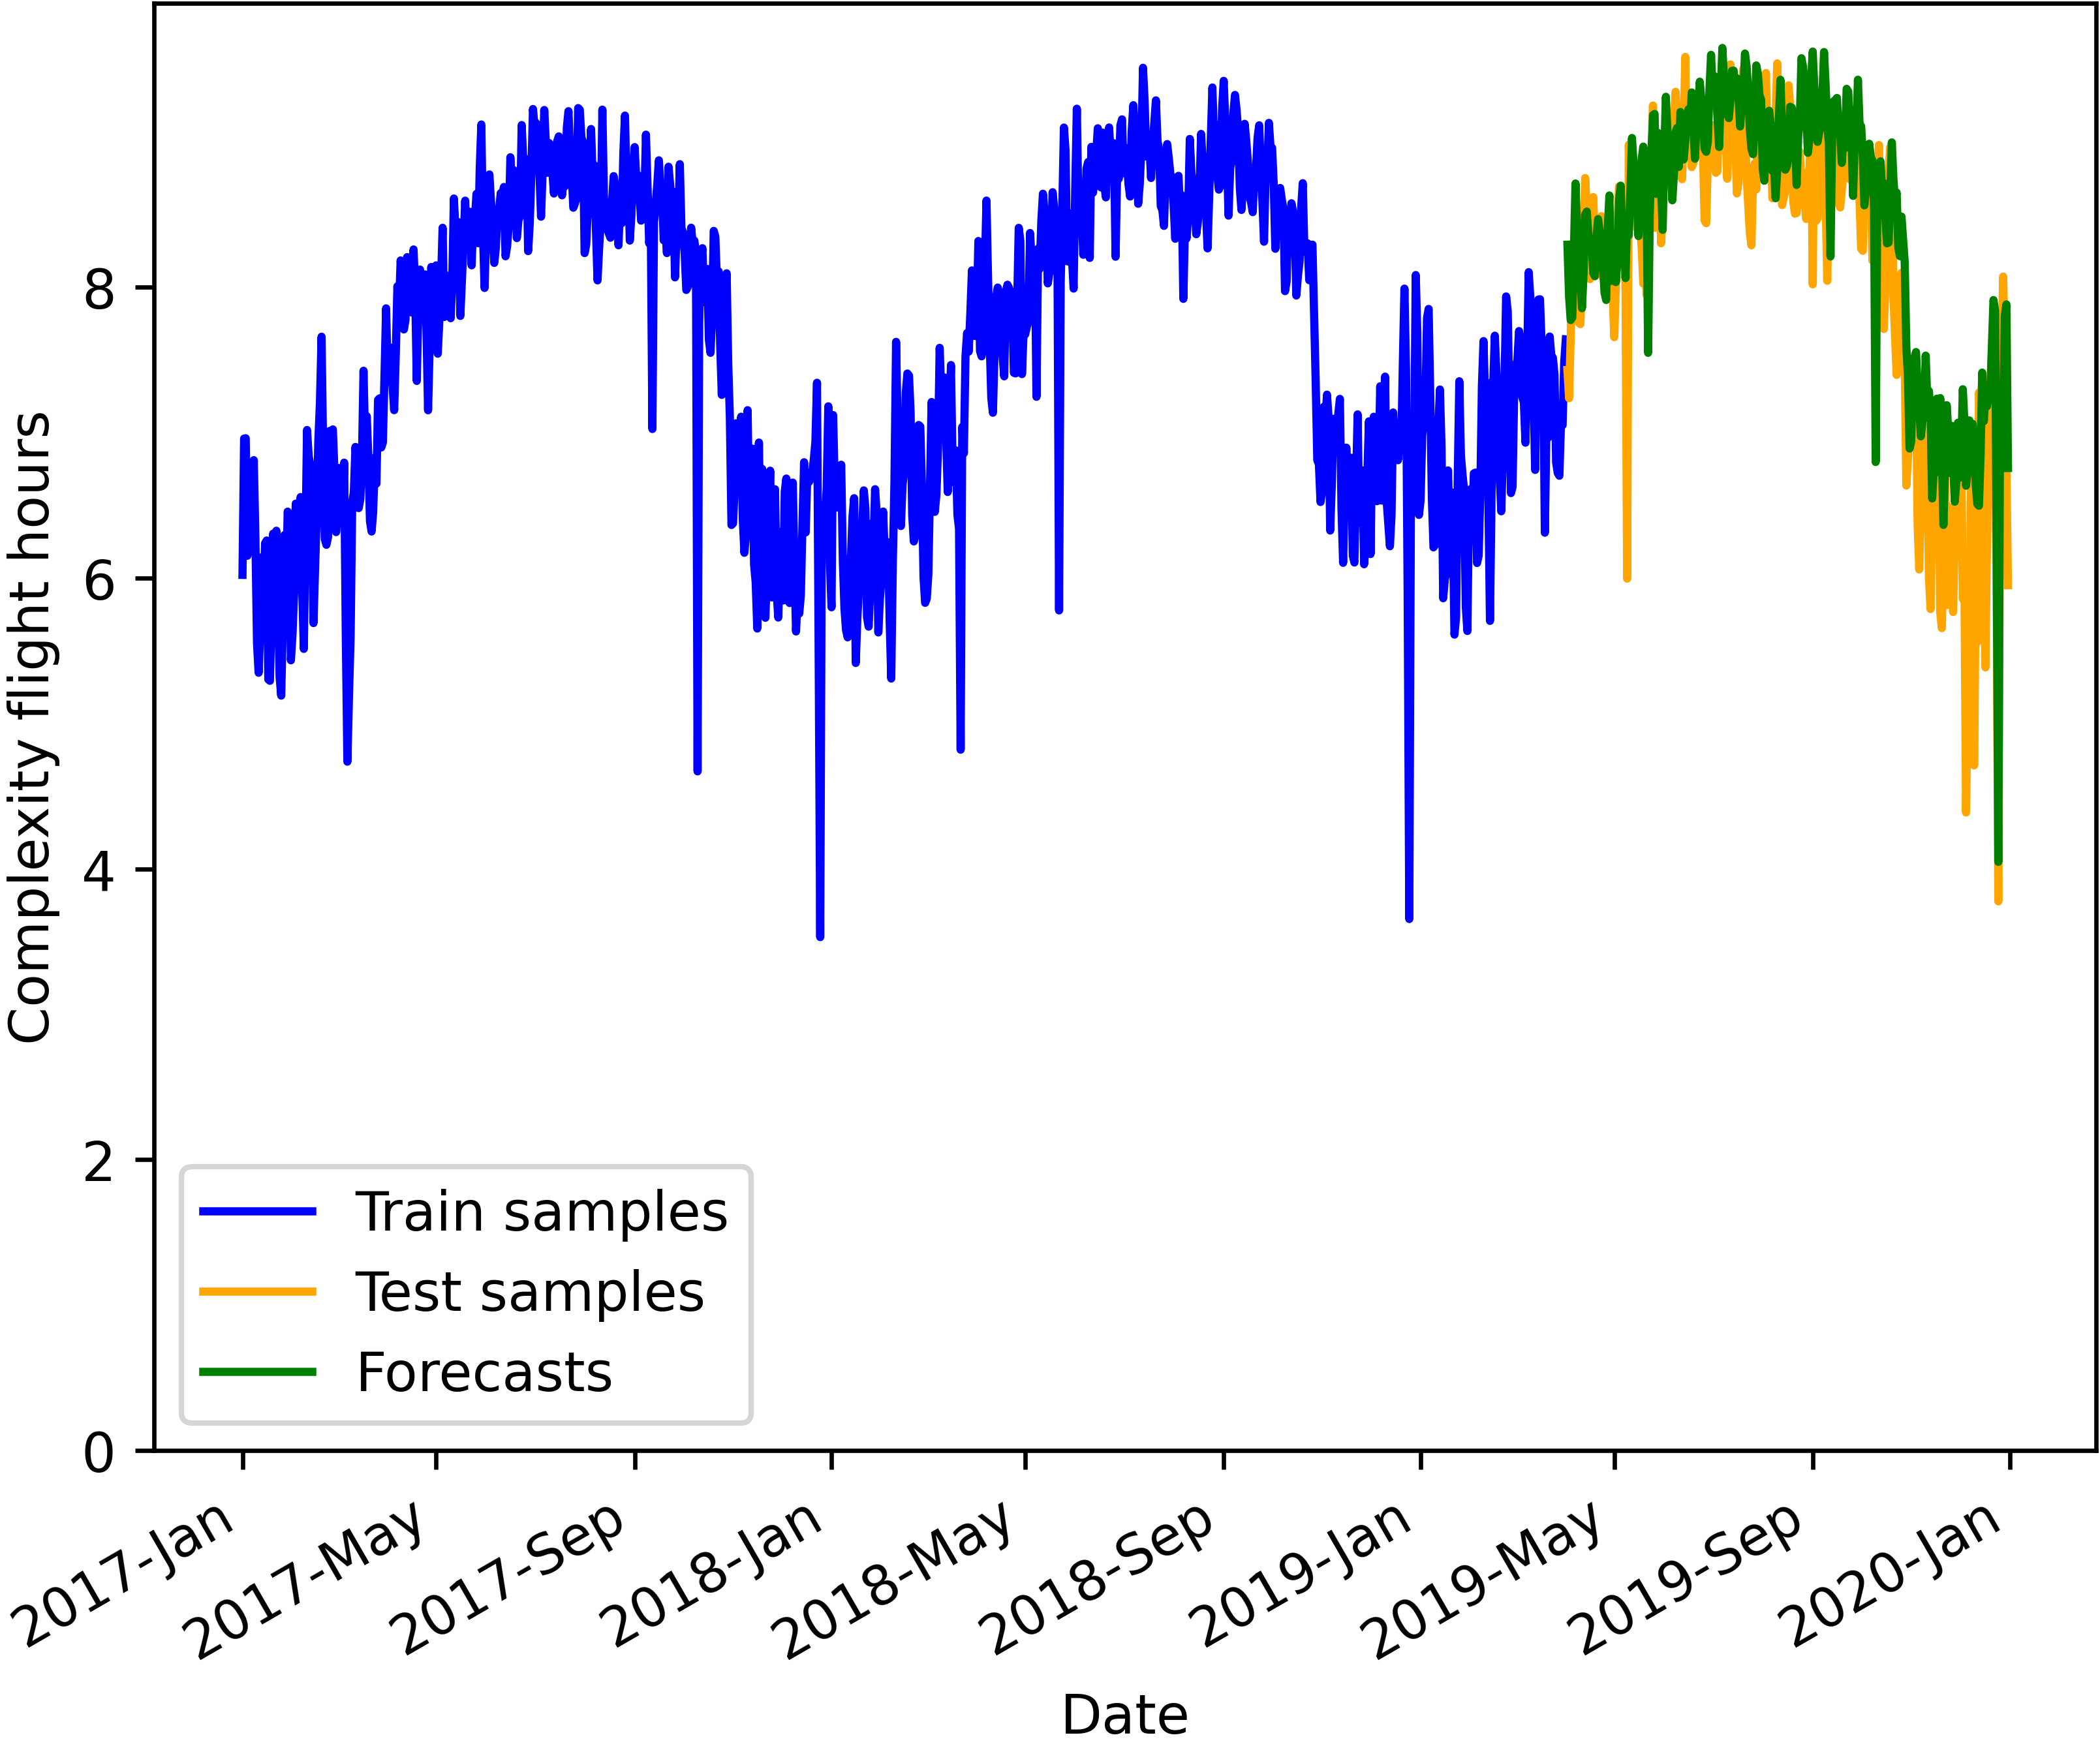 Complexity flight hours
8
6
4
2
0
Train samples
Test samples
Forecasts
2017-Jan
2017-May
2017-Sep
2018-Jan
2018-May
2018-Sep
2019-Jan
2019-May
2019-Sep
2020-Jan
Date